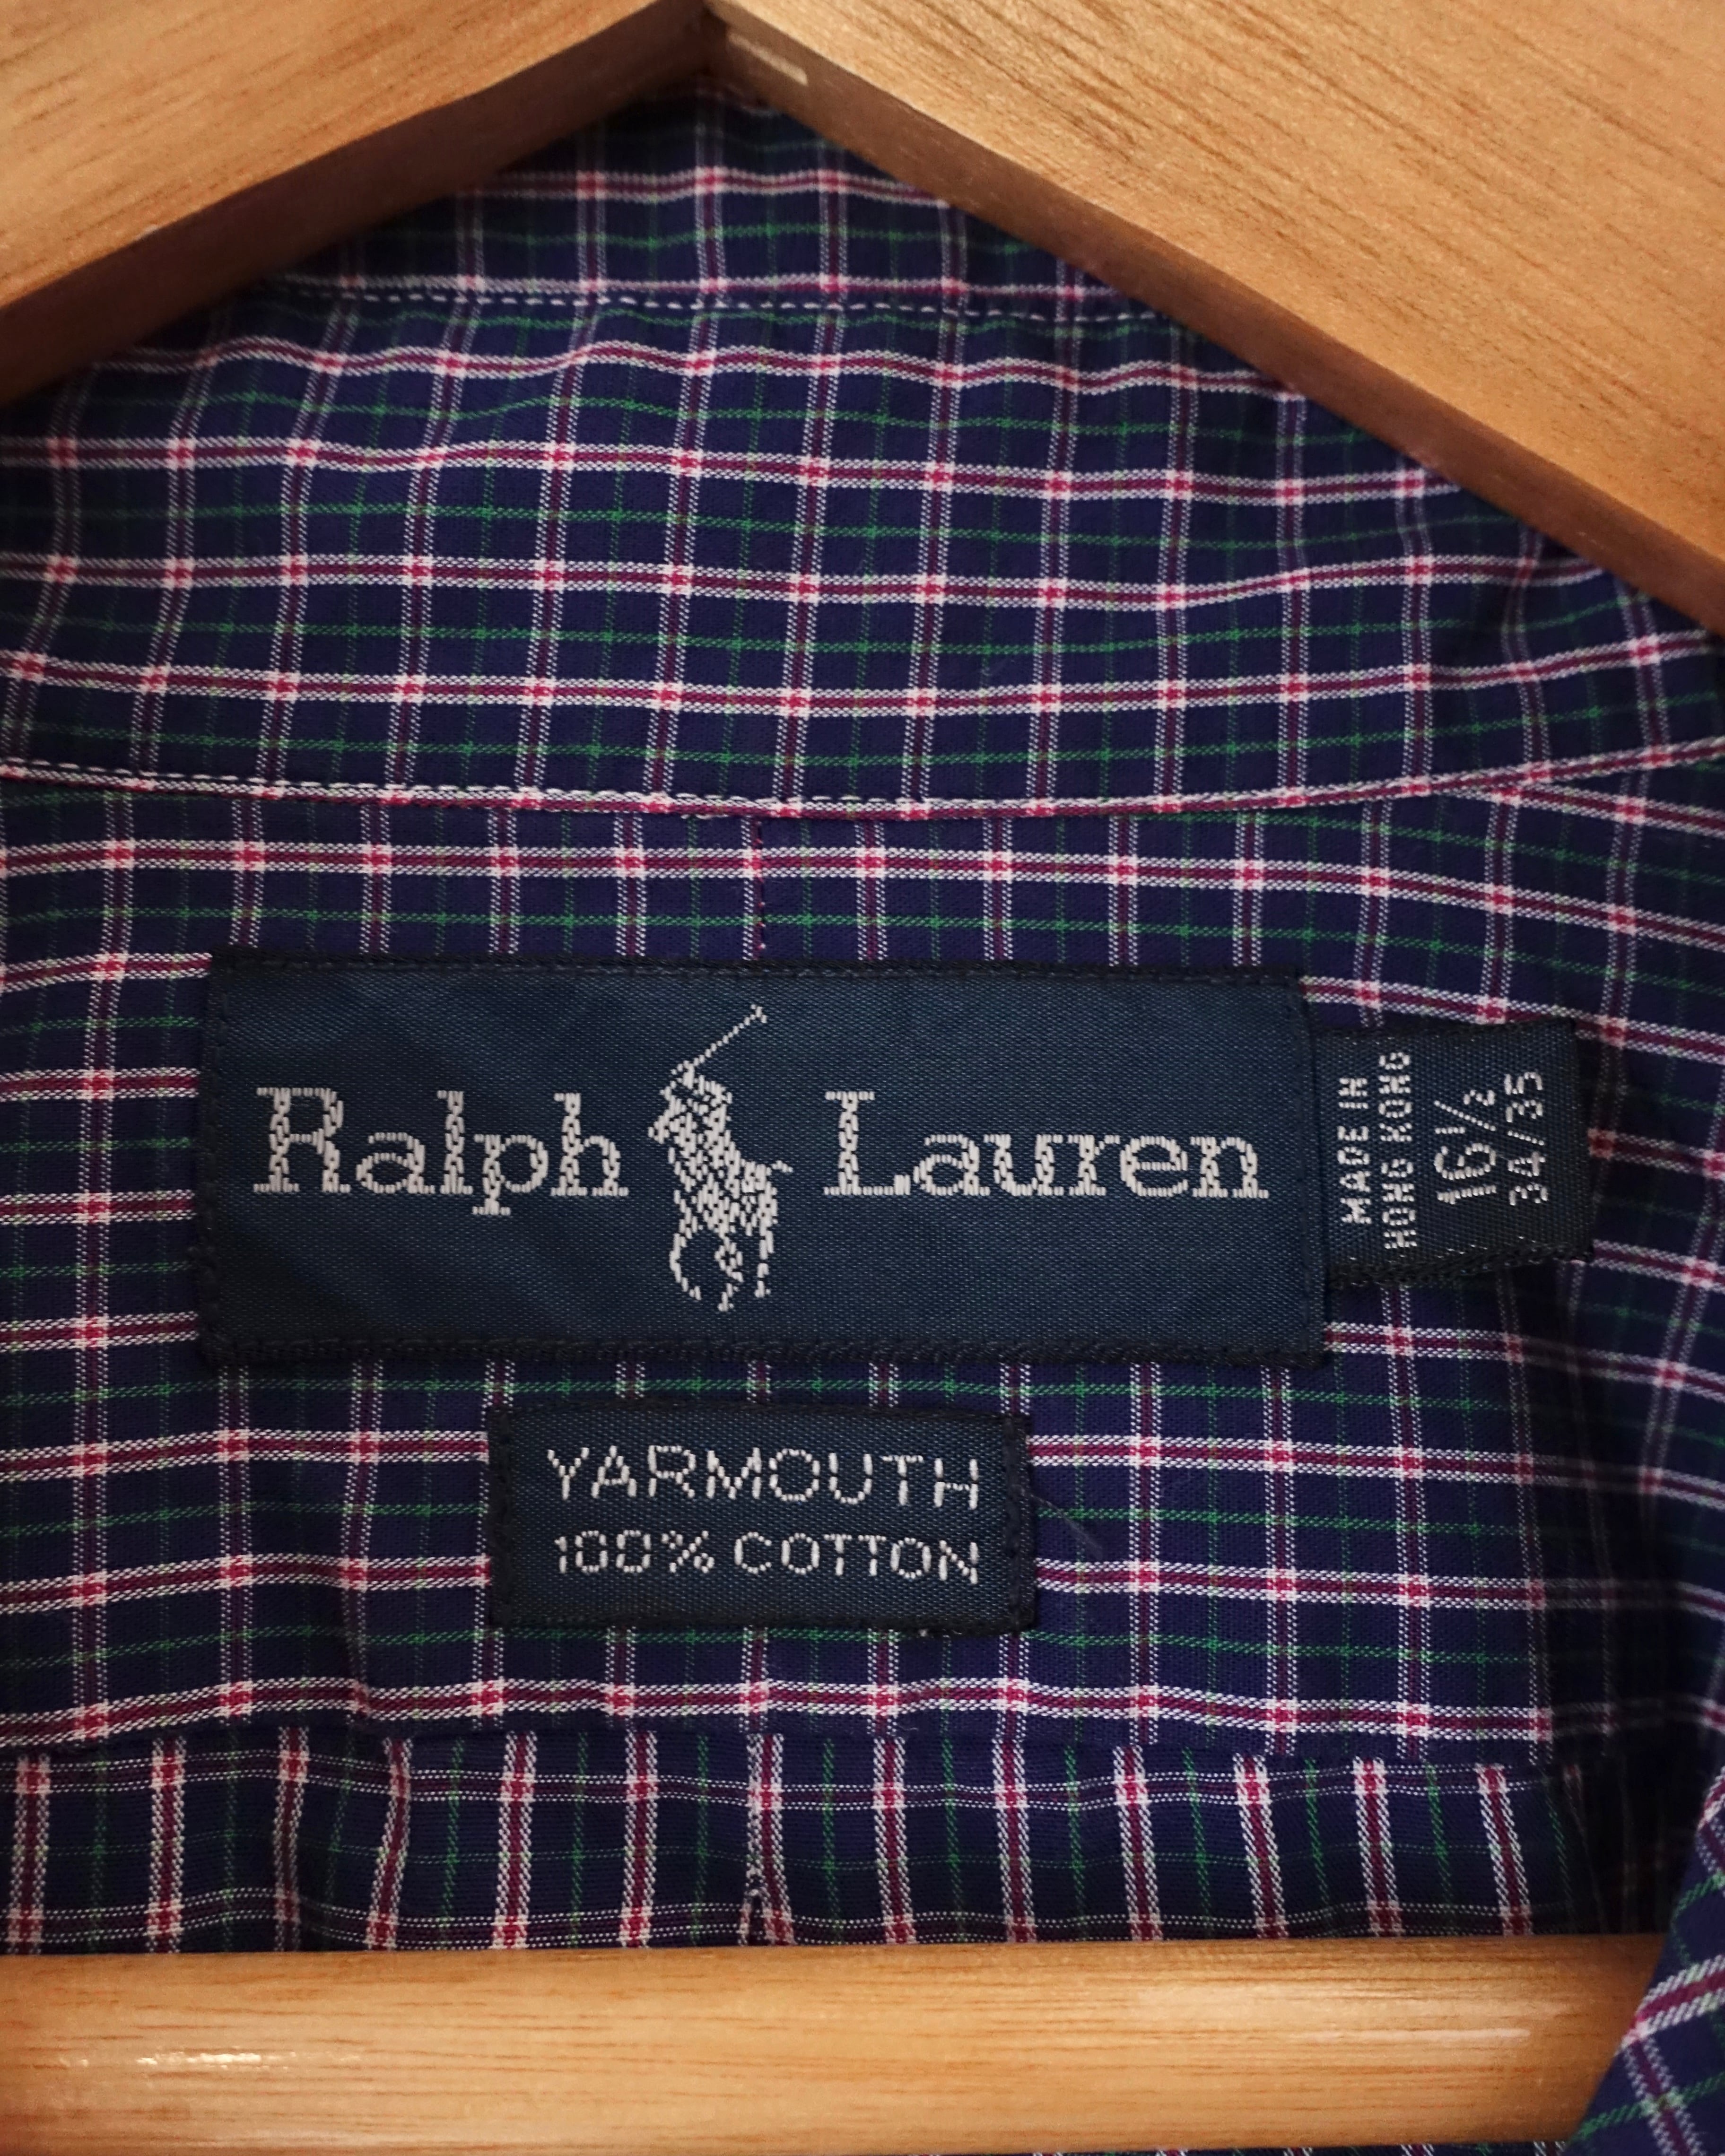 Ralph Lauren
MADE IN
HONG KONG
16½
34/35
YARMOUTH
100% COTTON